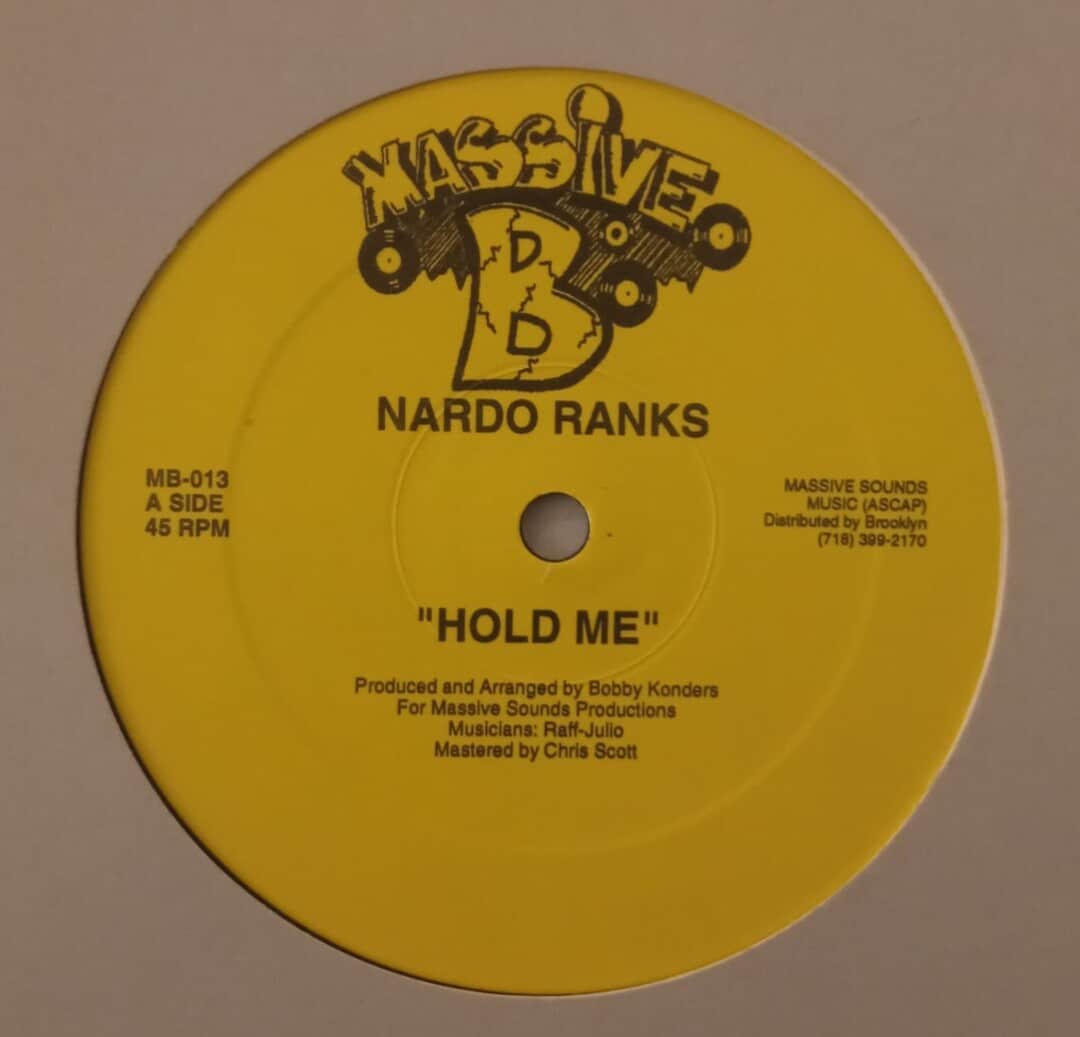 MASSIVE
B
NARDO RANKS
MB-013
A SIDE
45 RPM
MASSIVE SOUNDS
MUSIC (ASCAP)
Distributed by Brooklyn
(718) 399-2170
"HOLD ME"
Produced and Arranged by Bobby Konders
For Massive Sounds Productions
Musicians: Raff-Julio
Mastered by Chris Scott